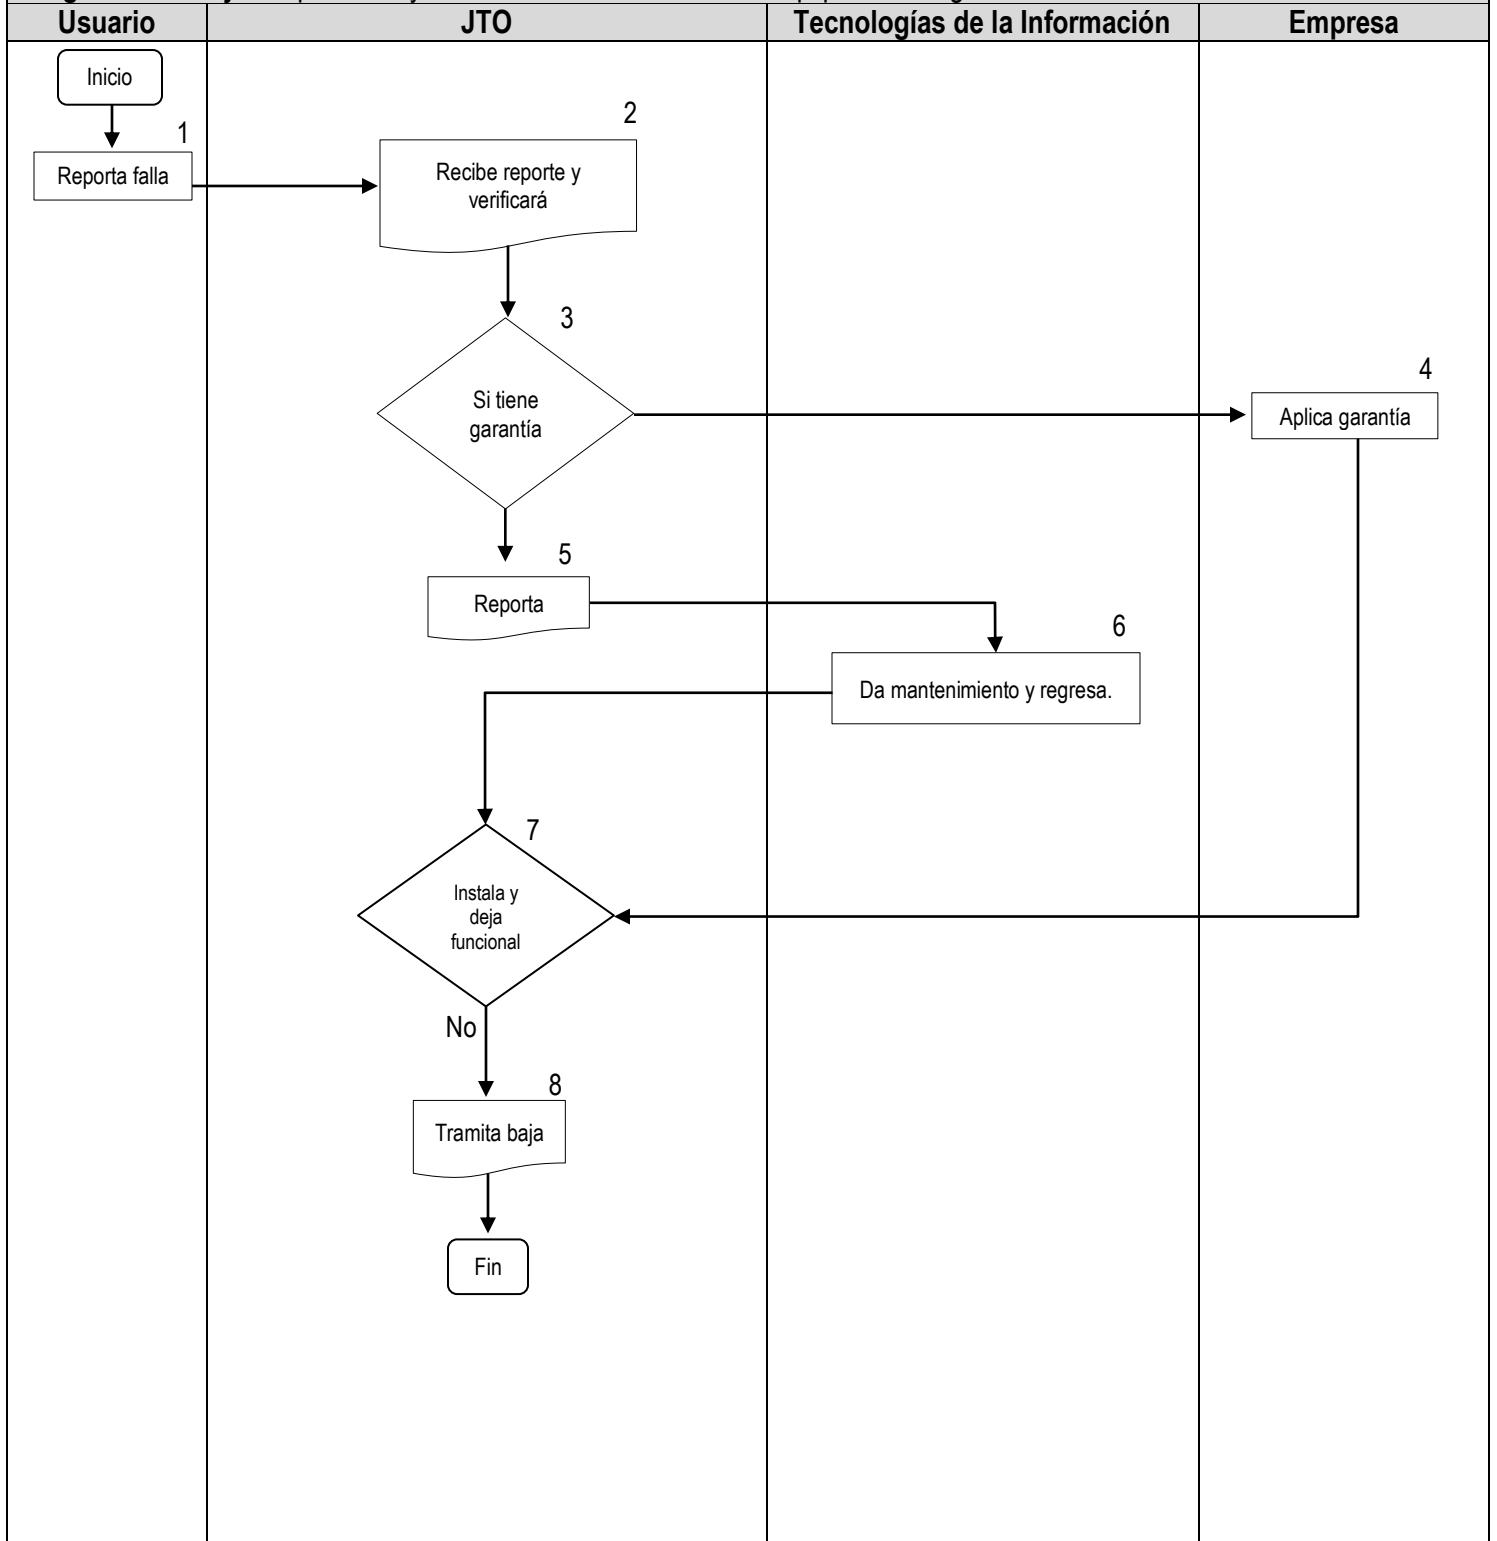 Usuario
JTO
Tecnologías de la Información
Empresa
Inicio
1
Reporta falla
2
Recibe reporte y
verificará
3
Si tiene
garantía
4
Aplica garantía
5
Reporta
6
Da mantenimiento y regresa.
7
Instala y
deja
funcional
No
8
Tramita baja
Fin